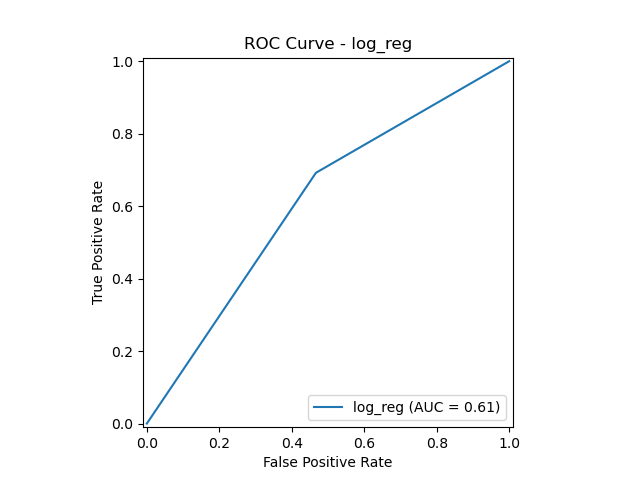 ROC Curve - log_reg
1.0
0.8
0.6
0.4
0.2
0.0
True Positive Rate
log_reg (AUC = 0.61)
0.0 0.2 0.4 0.6 0.8 1.0
False Positive Rate